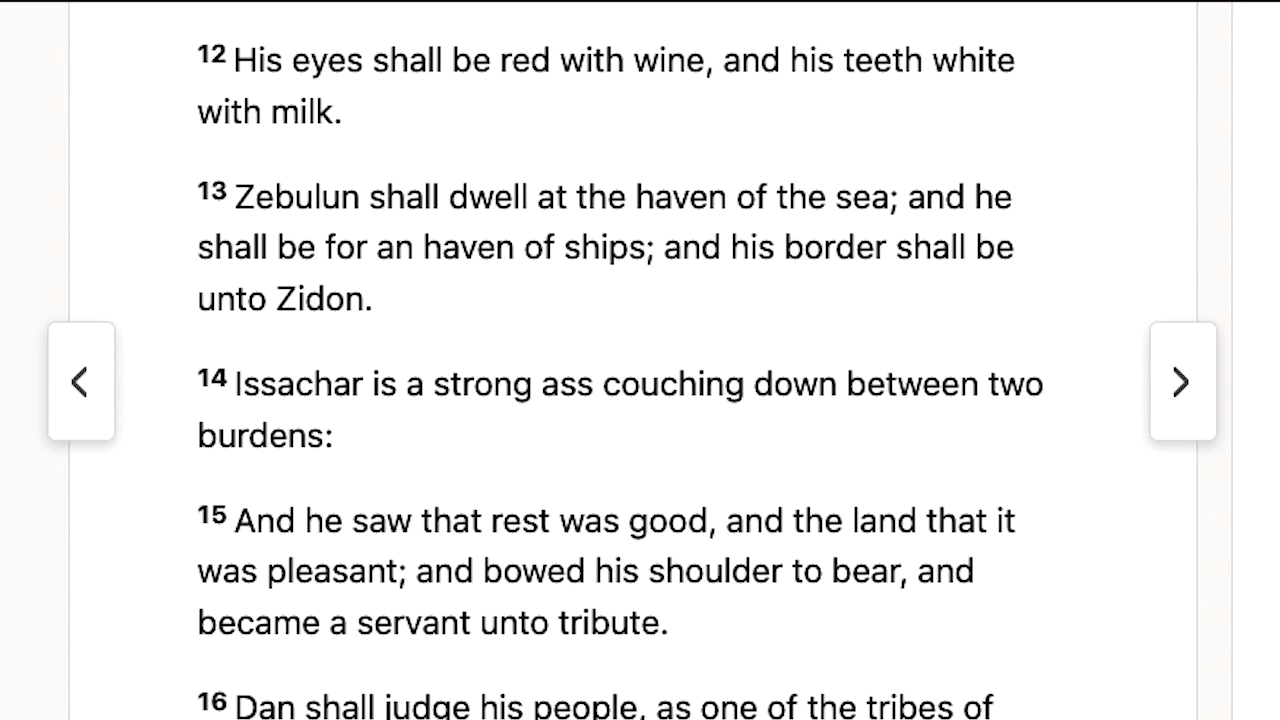 12 His eyes shall be red with wine, and his teeth white
with milk.
13 Zebulun shall dwell at the haven of the sea; and he
shall be for an haven of ships; and his border shall be
unto Zidon.
14 Issachar is a strong ass couching down between two
burdens:
15 And he saw that rest was good, and the land that it
was pleasant; and bowed his shoulder to bear, and
became a servant unto tribute.
16 Dan shall judge his people, as one of the tribes of